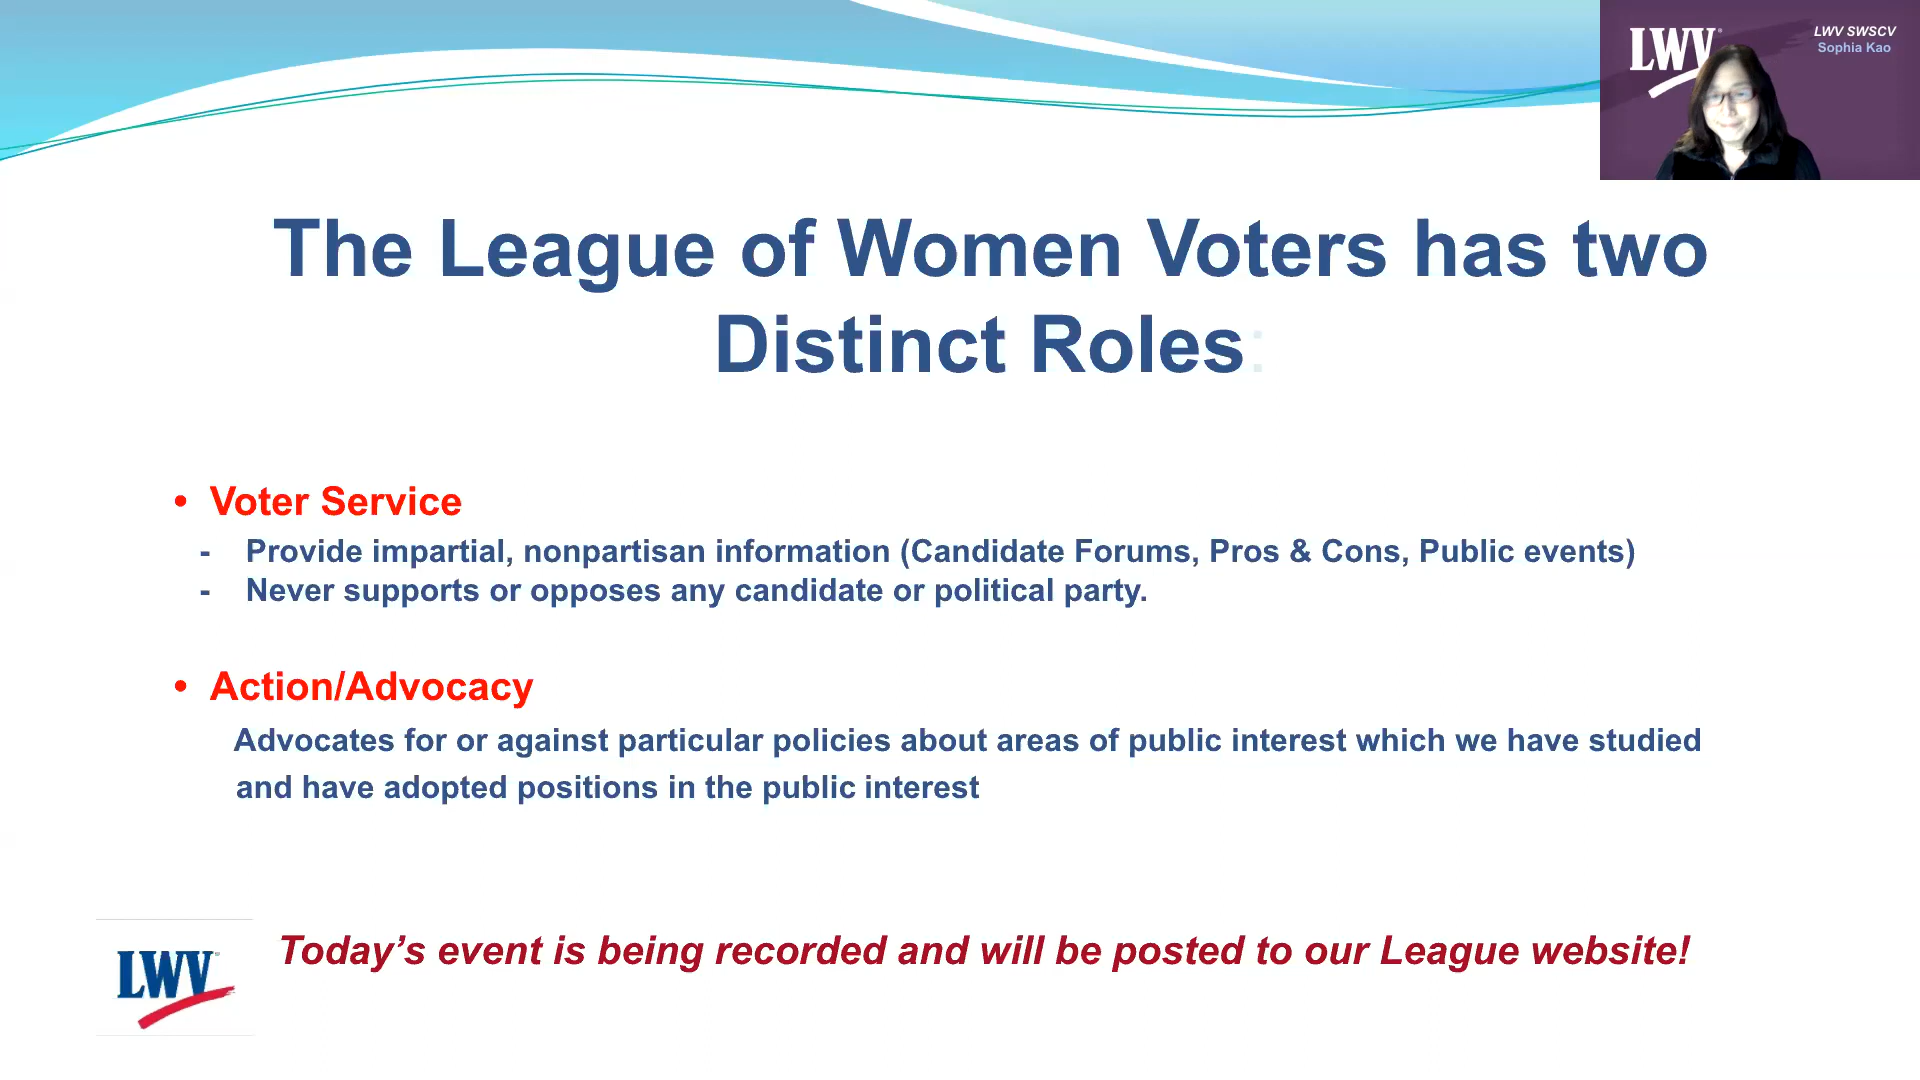 LWV
LWV SWSCV
Sophia Kao
The League of Women Voters has two
Distinct Roles:
• Voter Service
- Provide impartial, nonpartisan information (Candidate Forums, Pros & Cons, Public events)
- Never supports or opposes any candidate or political party.
• Action/Advocacy
Advocates for or against particular policies about areas of public interest which we have studied
and have adopted positions in the public interest
LWV
Today’s event is being recorded and will be posted to our League website!